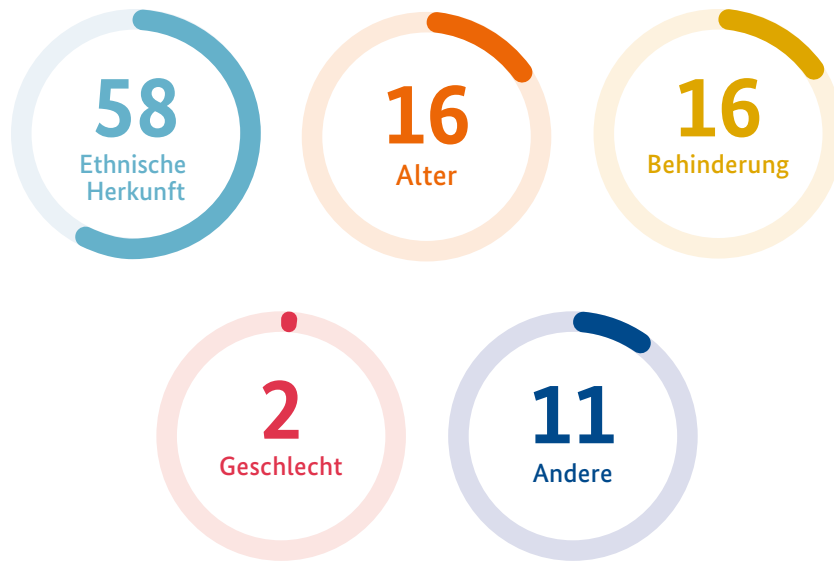 58
Ethnische
Herkunft
16
Alter
16
Behinderung
2
Geschlecht
11
Andere